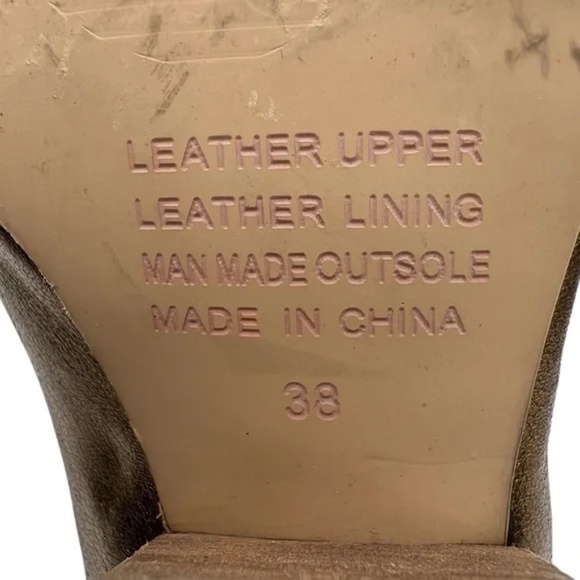 LEATHER UPPER
LEATHER LINING
MAN MADE OUTSOLE
MADE IN CHINA
38